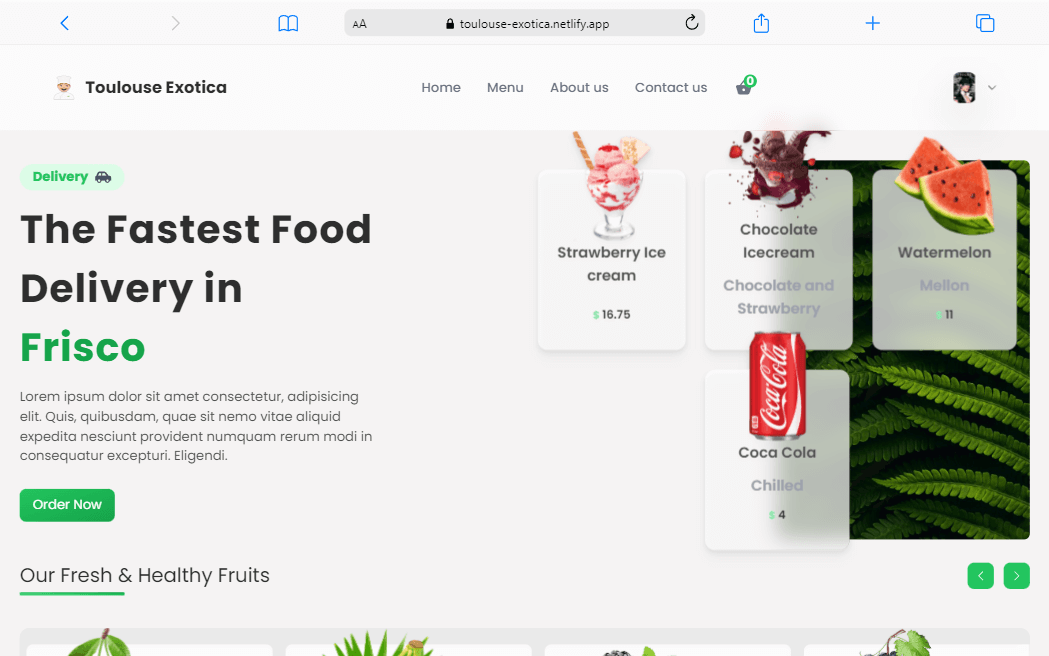 AA
toulouse-exotica.netlify.app
Toulouse Exotica
Home
Menu
About us
Contact us
0
Delivery
The Fastest Food
Delivery in
Frisco
Lorem ipsum dolor sit amet consectetur, adipisicing
elit. Quis, quibusdam, quae sit nemo vitae aliquid
expedita nesciunt provident numquam rerum modi in
consequatur excepturi. Eligendi.
Order Now
Strawberry Ice
cream
$ 16.75
Chocolate
Icecream
Chocolate and
Strawberry
Watermelon
Mellon
$ 11
Coca-Cola
Coca Cola
Chilled
$ 4
Our Fresh & Healthy Fruits